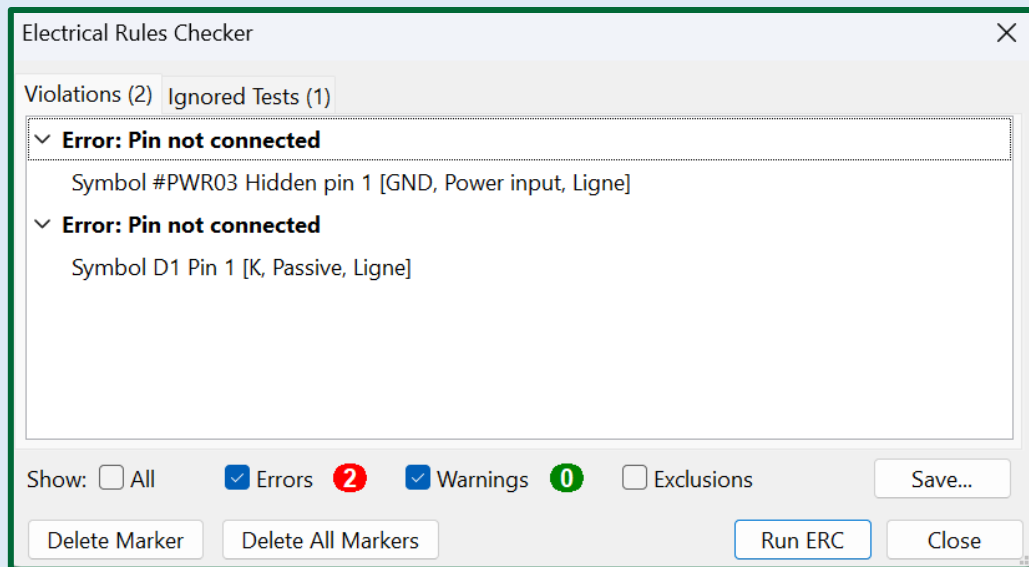 Electrical Rules Checker
Violations (2) Ignored Tests (1)
Error: Pin not connected
Symbol #PWR03 Hidden pin 1 [GND, Power input, Ligne]
Error: Pin not connected
Symbol D1 Pin 1 [K, Passive, Ligne]
Show: All Errors 2 Warnings 0 Exclusions Save...
Delete Marker Delete All Markers Run ERC Close